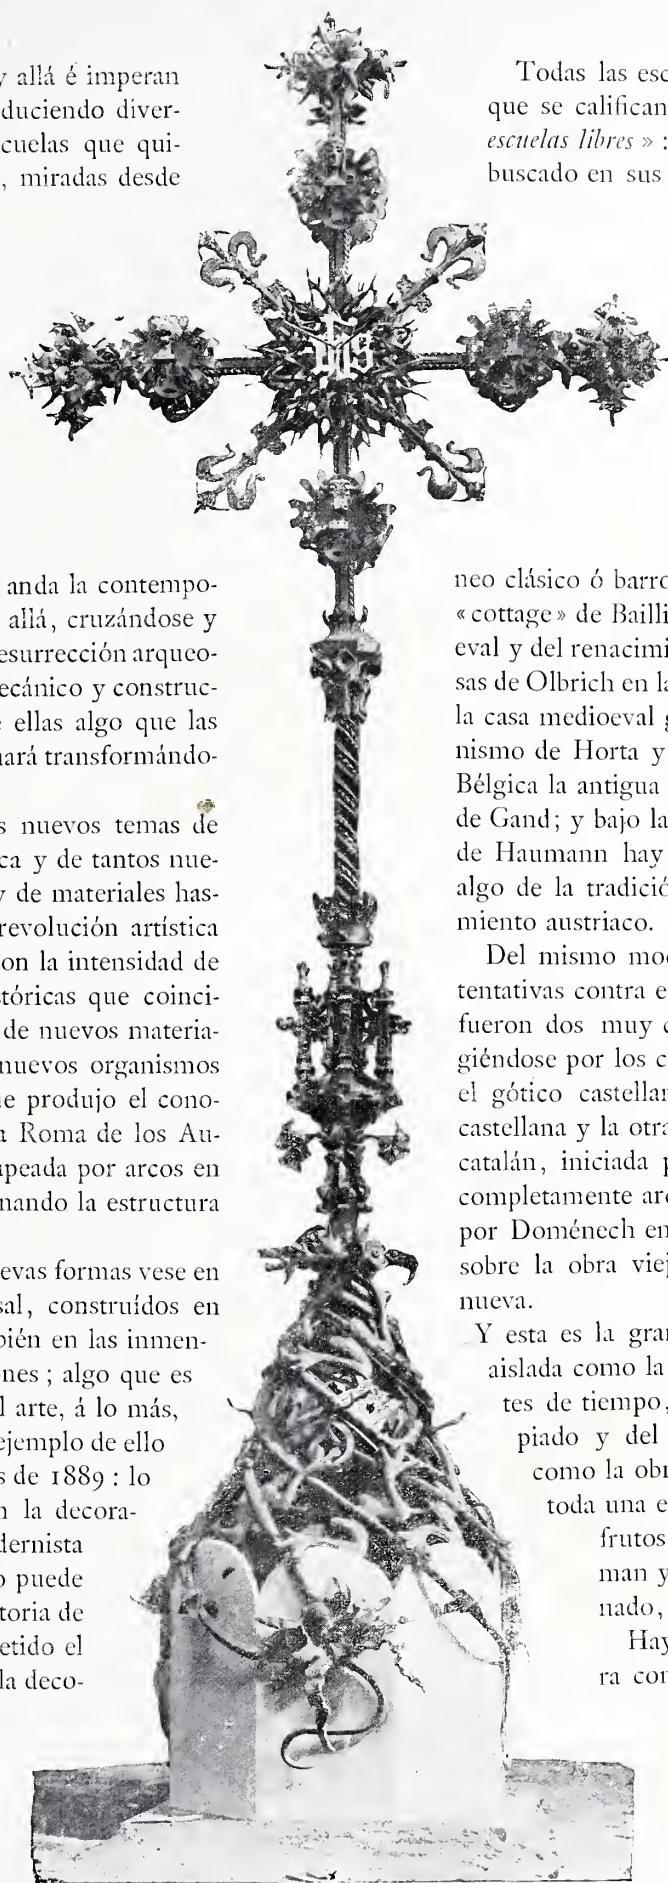 y allá é imperan
duciendo diver-
cuelas que qui-
, miradas desde
anda la contempo-
allá, cruzándose y
esurrección arqueo-
ecánico y construc-
ellas algo que las
uará transformándo-
s nuevos temas de
ca y de tantos nue-
y de materiales has-
revolución artística
on la intensidad de
stóricas que coinci-
de nuevos materia-
nuevos organismos
ue produjo el cono-
a Roma de los Au-
apeada por arcos en
nando la estructura
evas formas vese en
sal, construídos en
bién en las inmen-
nes ; algo que es
l arte, á lo más,
ejemplo de ello
s de 1889 : lo
n la decora-
dernista
o puede
toria de
etido el
la deco-
IHS
Todas las esc
que se califican
escuelas libres » :
buscado en sus
neo clásico ó barro
«cottage» de Bailli
eval y del renacimi
sas de Olbrich en la
la casa medioeval g
nismo de Horta y
Bélgica la antigua
de Gand; y bajo la
de Haumann hay
algo de la tradició
miento austriaco.
Del mismo mod
tentativas contra e
fueron dos muy d
giéndose por los c
el gótico castellan
castellana y la otra
catalán, iniciada p
completamente arc
por Doménech en
sobre la obra viej
nueva.
Y esta es la gran
aislada como la
tes de tiempo,
piado y del
como la obr
toda una e
frutos
man y
nado,
Hay
ra con